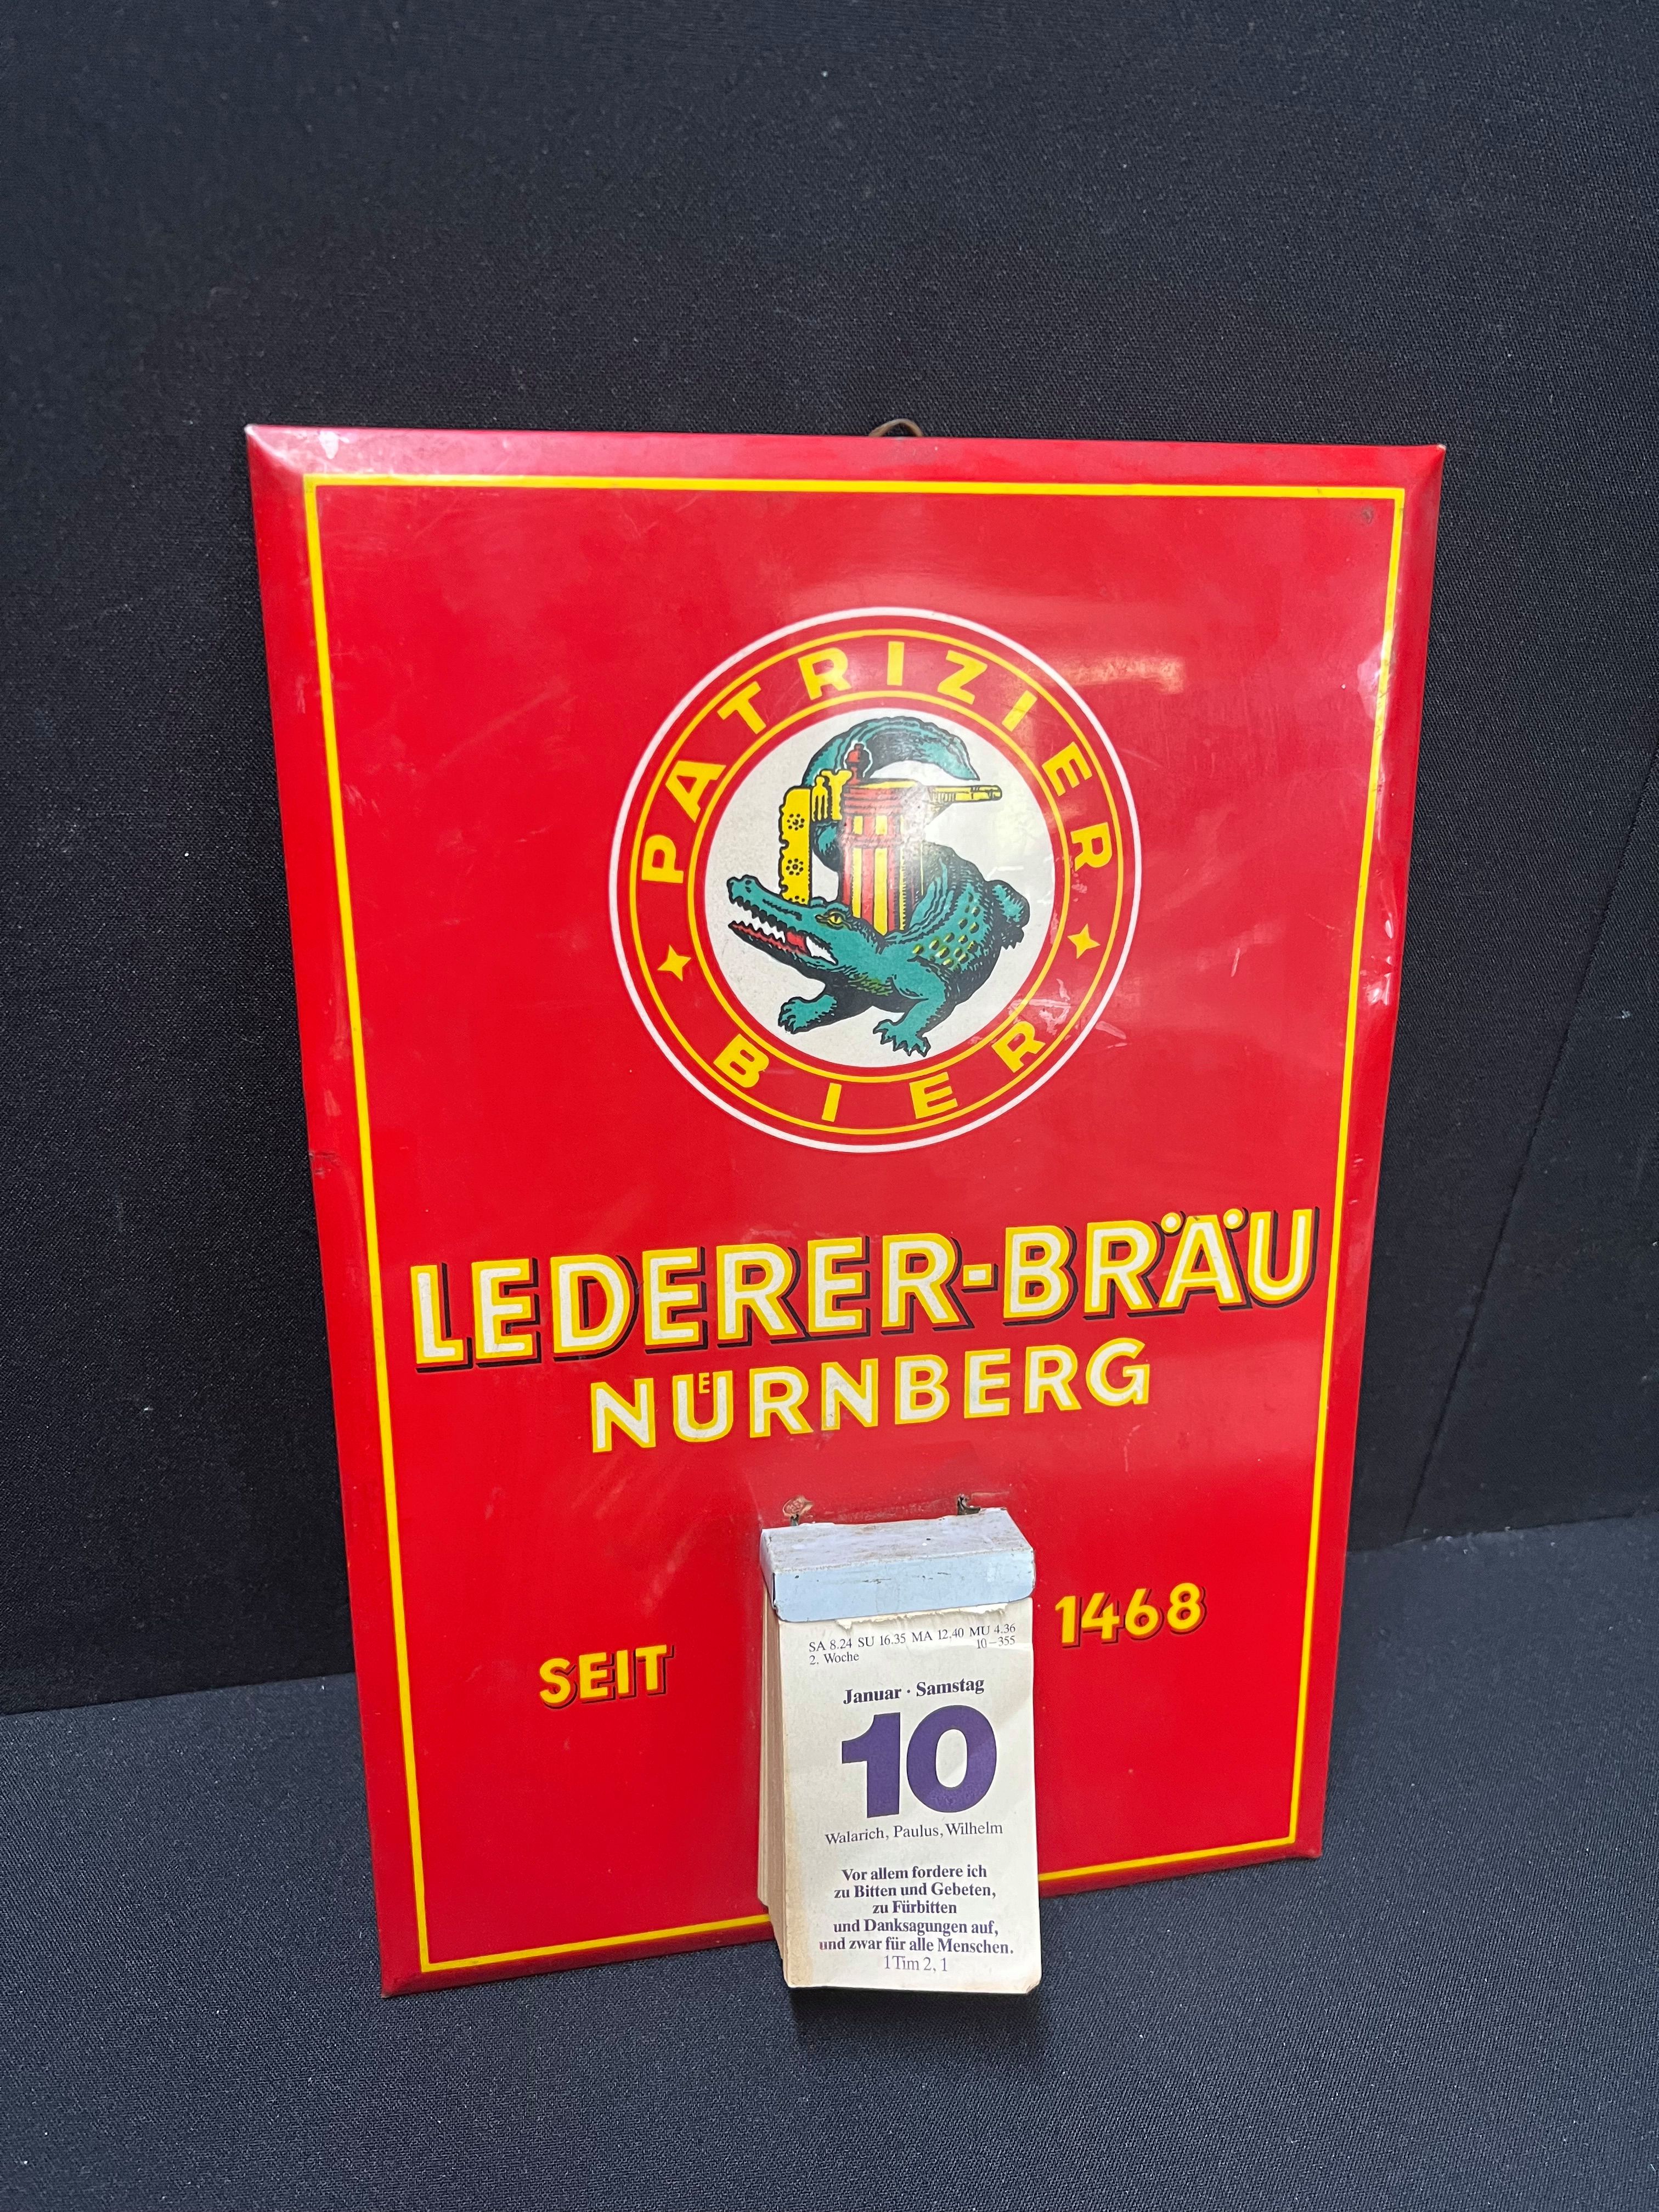 PATRIZIER
BIER
LEDERER-BRÄU
NÜRNBERG
SEIT 1468
SA 8.24 SU 16.35 MA 12.40 MU 4.36
2. Woche 10–355
Januar · Samstag
10
Walarich, Paulus, Wilhelm
Vor allem fordere ich
zu Bitten und Gebeten,
zu Fürbitten
und Danksagungen auf,
und zwar für alle Menschen.
1 Tim 2, 1